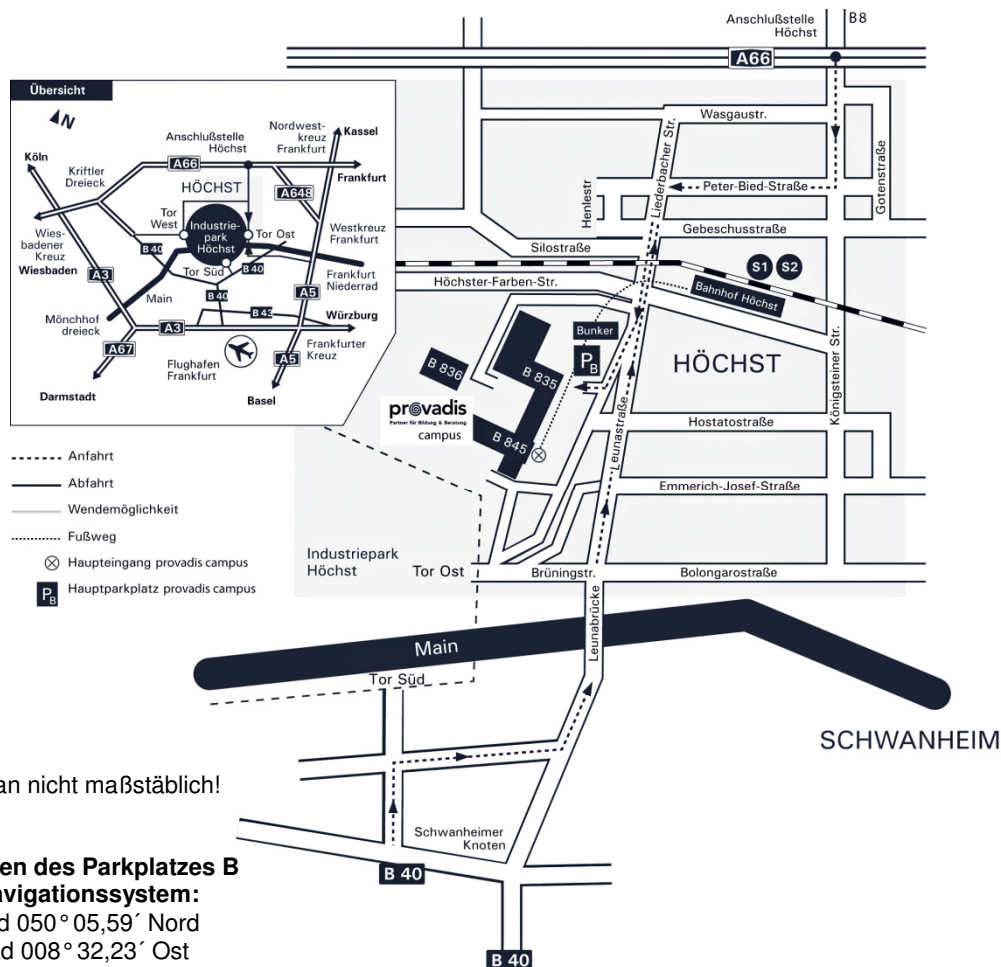 Anschlußstelle
Höchst
B8
A66
Übersicht
N
Köln
Kriftler
Dreieck
Anschlußstelle
Höchst
Nordwest-
kreuz
Frankfurt
Kassel
A66
Frankfurt
A648
HÖCHST
Tor
West
Industrie-
park
Höchst
Tor Ost
Westkreuz
Frankfurt
Wies-
badener
Kreuz
Wiesbaden
B 40
Tor Süd
B 40
A3
Main
B 40
A5
Frankfurt
Niederrad
Mönchhof
dreieck
A3
B 43
Würzburg
A67
Flughafen
Frankfurt
A5
Frankfurter
Kreuz
Darmstadt
Basel
Wasgaustr.
Liederbacher Str.
Peter-Bied-Straße
Henlestr
Gotenstraße
Gebeschusstraße
Silostraße
S1
S2
Höchster-Farben-Str.
Bahnhof Höchst
Bunker
PB
HÖCHST
Königsteiner Str.
B 836
B 835
provadis
Partner für Bildung & Beratung
campus
B 845
Leunastraße
Hostatostraße
Emmerich-Josef-Straße
Anfahrt
Abfahrt
Wendemöglichkeit
Fußweg
Haupteingang provadis campus
PB
Hauptparkplatz provadis campus
Industriepark
Höchst
Tor Ost
Brüningstr.
Bolongarostraße
Leunabrücke
Main
Tor Süd
SCHWANHEIM
an nicht maßstäblich!
Schwanheimer
Knoten
B 40
en des Parkplatzes B
avigationssystem:
d 050° 05,59´ Nord
d 008° 32,23´ Ost
B 40